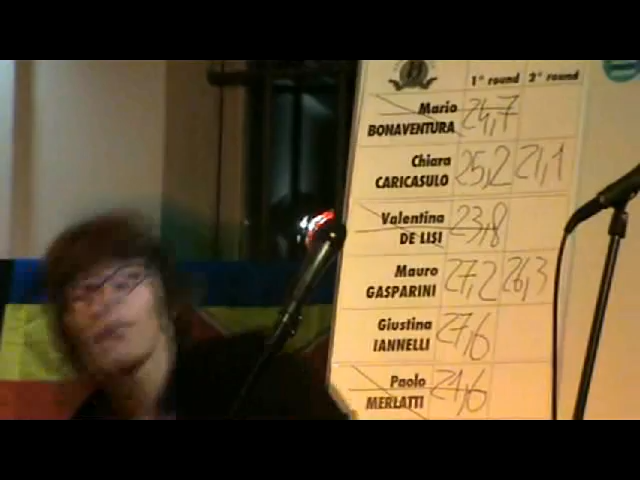 1° round 2° round
Mario
BONAVENTURA 24,7
Chiara
CARICASULO 25,2 21,1
Valentina
DE LISI 23,8
Mauro
GASPARINI 27,2 26,3
Giustina
IANNELLI 27,6
Paolo
MERLATTI 24,6